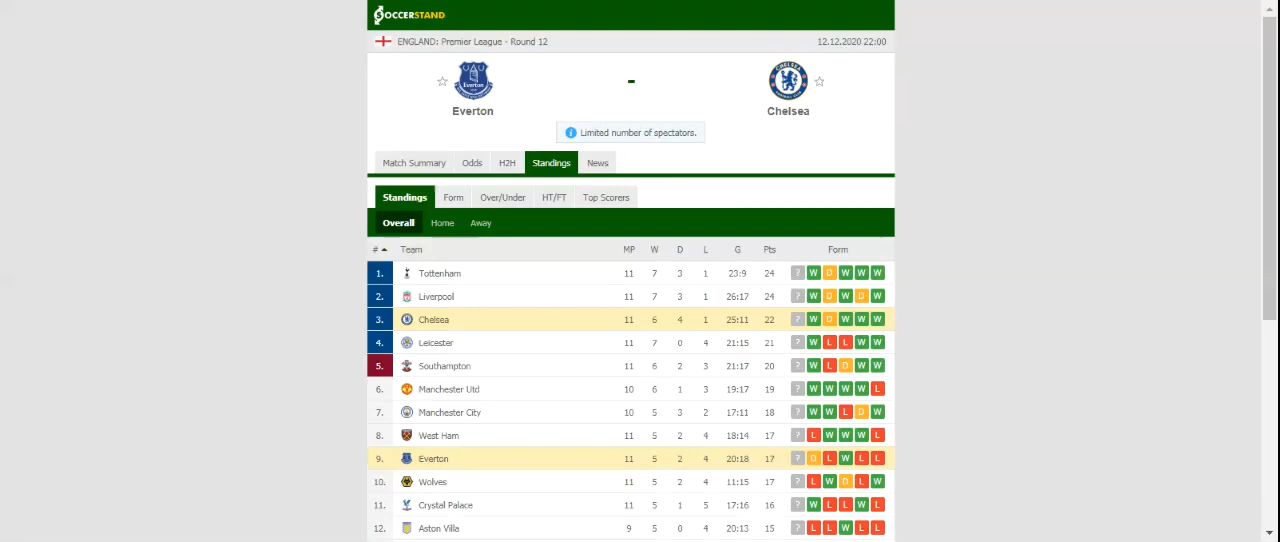 SOCCERSTAND
ENGLAND: Premier League - Round 12 12.12.2020 22:00
Everton - Chelsea
Limited number of spectators.
Match Summary Odds H2H Standings News
Standings Form Over/Under HT/FT Top Scorers
Overall Home Away
# Team MP W D L G Pts Form
1. Tottenham 11 7 3 1 23:9 24 ? W D W W W
2. Liverpool 11 7 3 1 26:17 24 ? W D W D W
3. Chelsea 11 6 4 1 25:11 22 ? W D W W W
4. Leicester 11 7 0 4 21:15 21 ? W L L W W
5. Southampton 11 6 2 3 21:17 20 ? W L D W W
6. Manchester Utd 10 6 1 3 19:17 19 ? W W W W L
7. Manchester City 10 5 3 2 17:11 18 ? W W L D W
8. West Ham 11 5 2 4 18:14 17 ? L W W W L
9. Everton 11 5 2 4 20:18 17 ? D L W L L
10. Wolves 11 5 2 4 11:15 17 ? L W D L W
11. Crystal Palace 11 5 1 5 17:16 16 ? W L L W L
12. Aston Villa 9 5 0 4 20:13 15 ? L L W L L